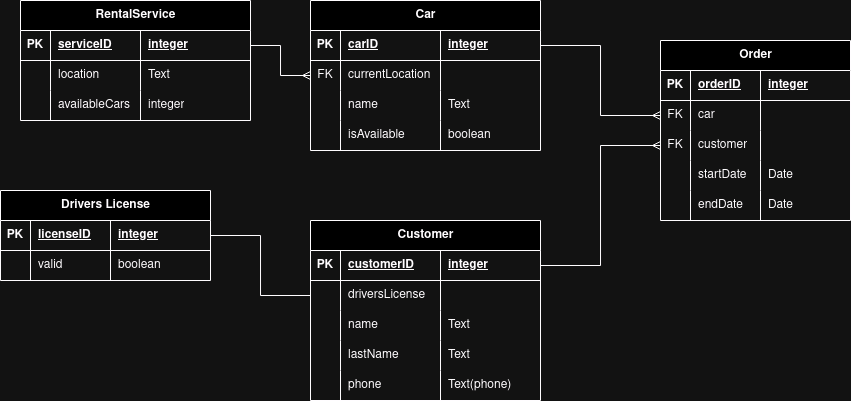 RentalService
PK serviceID integer
location Text
availableCars integer
Car
PK carID integer
FK currentLocation
name Text
isAvailable boolean
Order
PK orderID integer
FK car
FK customer
startDate Date
endDate Date
Drivers License
PK licenseID integer
valid boolean
Customer
PK customerID integer
driversLicense
name Text
lastName Text
phone Text(phone)